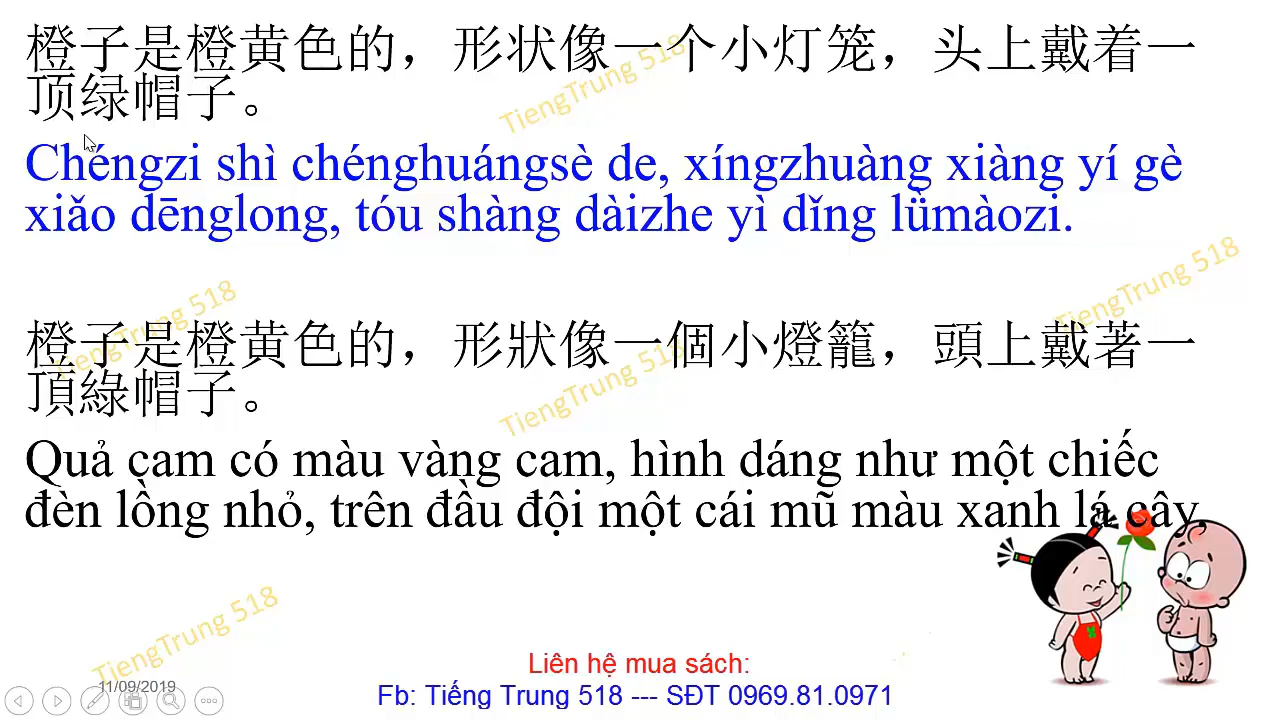 橙子是橙黄色的，形状像一个小灯笼，头上戴着一
顶绿帽子。
Chéngzi shì chénghuángsè de, xíngzhuàng xiàng yí gè
xiǎo dēnglong, tóu shàng dàizhe yì dǐng lǜmàozi.
橙子是橙黄色的，形狀像一個小燈籠，頭上戴著一
頂綠帽子。
Quả cam có màu vàng cam, hình dáng như một chiếc
đèn lồng nhỏ, trên đầu đội một cái mũ màu xanh lá cây.
TiengTrung 518
TiengTrung 518
TiengTrung 518
TiengTrung 518
TiengTrung 518
Liên hệ mua sách:
11/09/2019
Fb: Tiếng Trung 518 --- SĐT 0969.81.0971